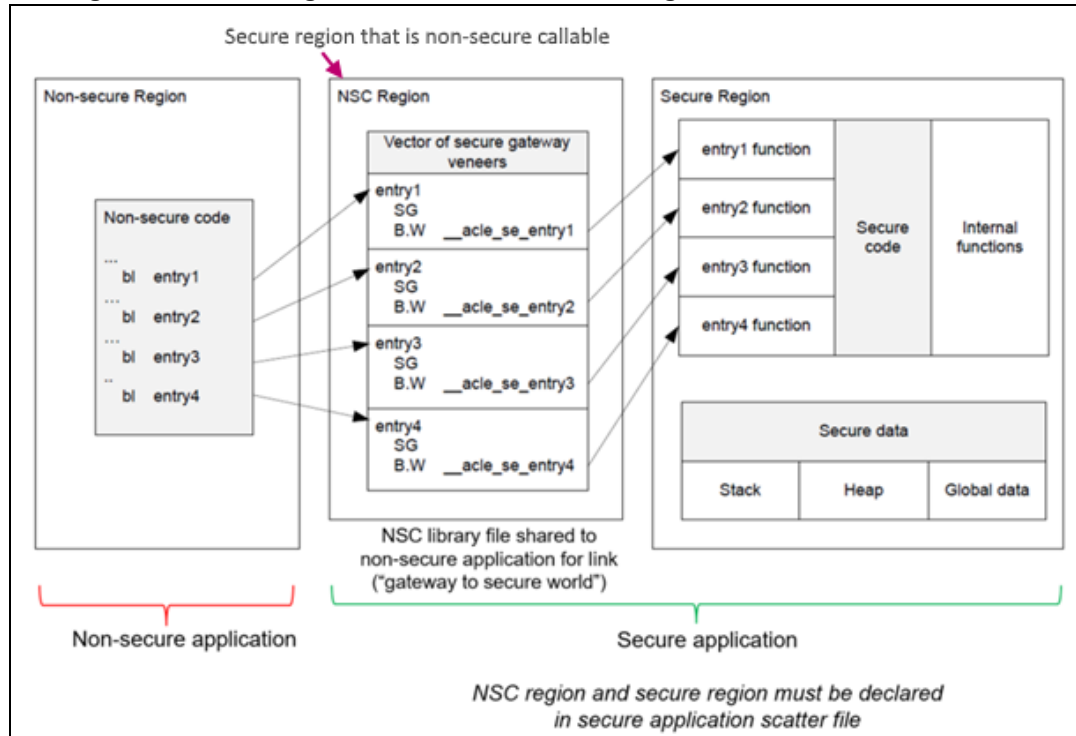 Secure region that is non-secure callable
Non-secure Region
Non-secure code
...
bl entry1
...
bl entry2
...
bl entry3
..
bl entry4
NSC Region
Vector of secure gateway
veneers
entry1
SG
B.W __acle_se_entry1
entry2
SG
B.W __acle_se_entry2
entry3
SG
B.W __acle_se_entry3
entry4
SG
B.W __acle_se_entry4
NSC library file shared to
non-secure application for link
("gateway to secure world")
Secure Region
entry1 function
entry2 function
entry3 function
entry4 function
Secure
code
Internal
functions
Secure data
Stack
Heap
Global data
Non-secure application
Secure application
NSC region and secure region must be declared
in secure application scatter file